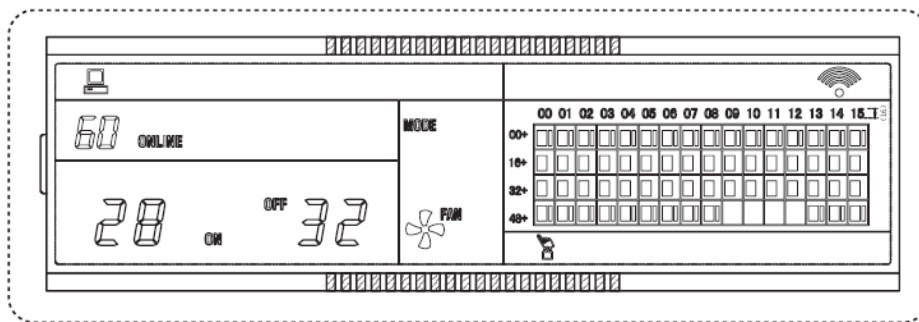 00 01 02 03 04 05 06 07 08 09 10 11 12 13 14 15 (16)
60 ONLINE
MODE
00+
16+
32+
48+
28 ON
OFF 32
FAN